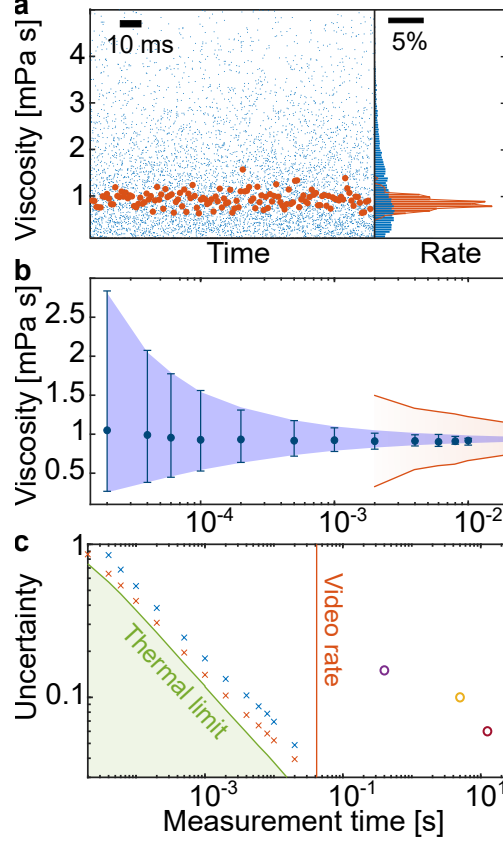 a
Viscosity [mPa s]
4
3
2
1
10 ms
5%
Time
Rate
b
Viscosity [mPa s]
2.5
2
1.5
1
0.5
10⁻⁴
10⁻³
10⁻²
c
Uncertainty
1
0.1
Thermal limit
Video rate
10⁻³
10⁻¹
10¹
Measurement time [s]